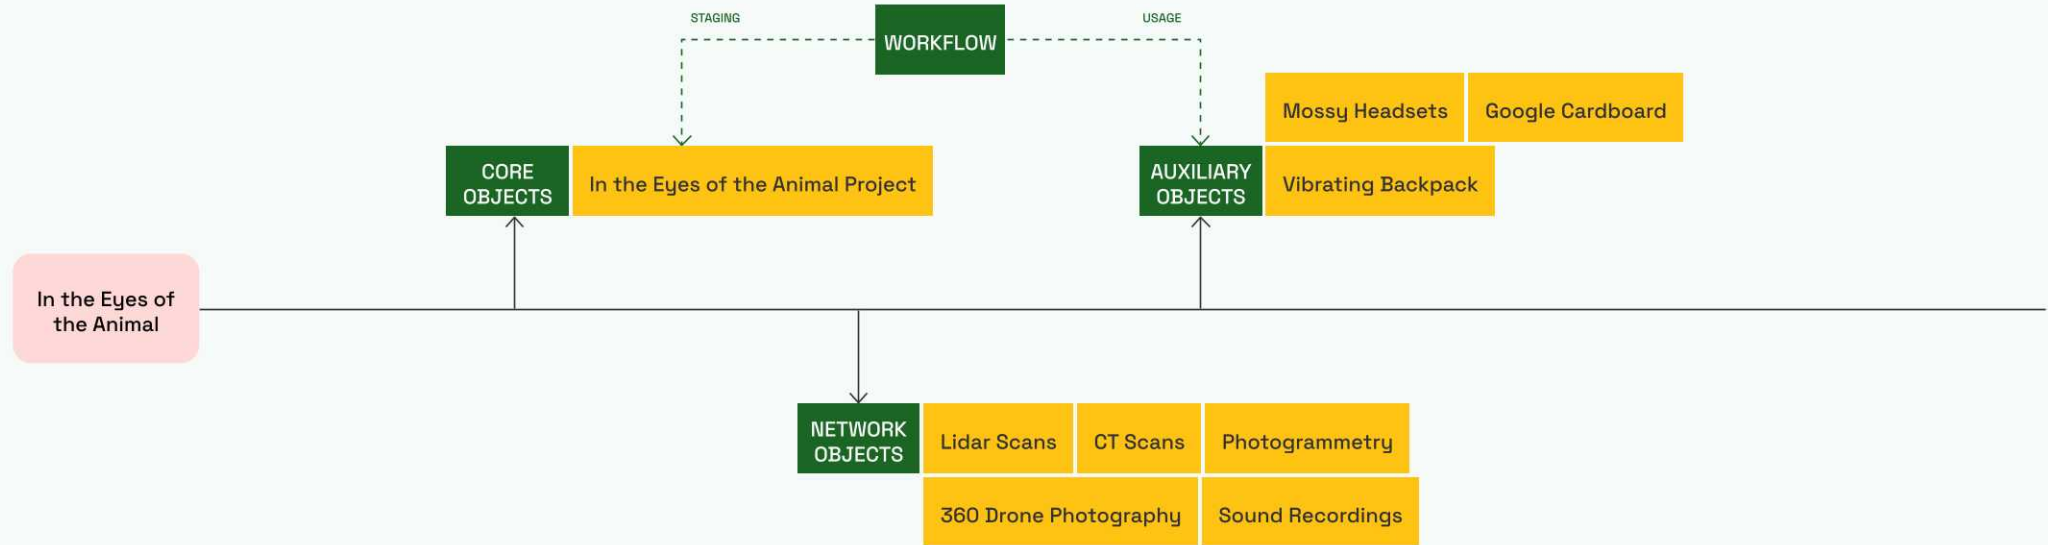 STAGING
WORKFLOW
USAGE
Mossy Headsets
Google Cardboard
CORE
OBJECTS
In the Eyes of the Animal Project
AUXILIARY
OBJECTS
Vibrating Backpack
In the Eyes of
the Animal
NETWORK
OBJECTS
Lidar Scans
CT Scans
Photogrammetry
360 Drone Photography
Sound Recordings